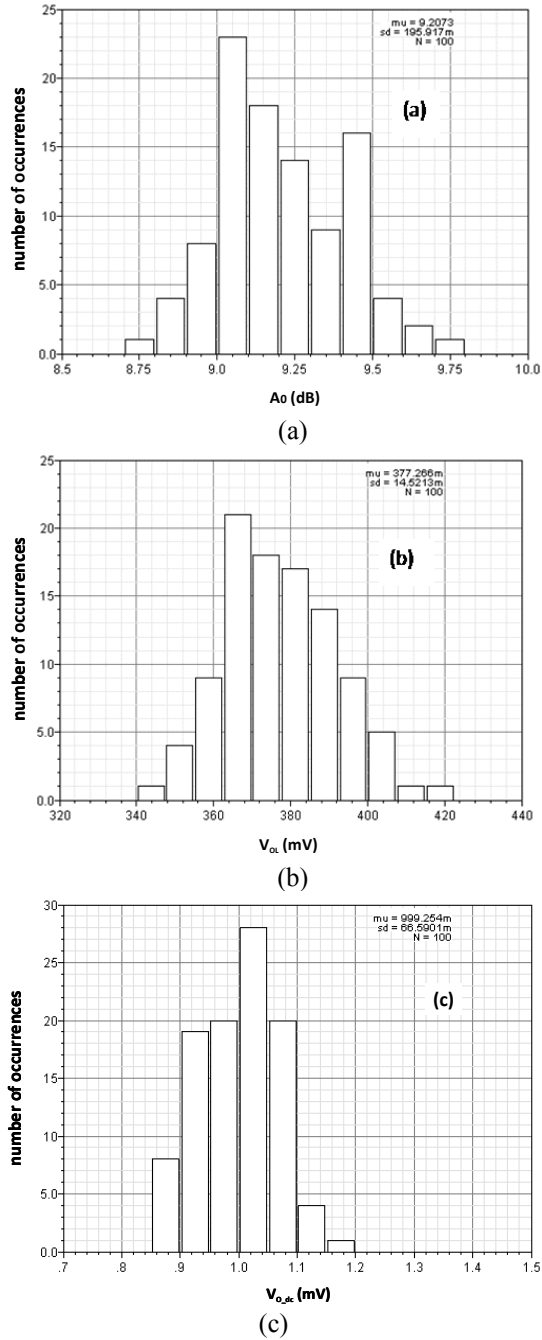 25
20
15
10
5.0
0.0
number of occurrences
mu = 9.2073
sd = 195.917m
N = 100
(a)
8.5 8.75 9.0 9.25 9.5 9.75 10.0
A0 (dB)
(a)
25
20
15
10
5.0
0.0
number of occurrences
mu = 377.266m
sd = 14.5213m
N = 100
(b)
320 340 360 380 400 420 440
VOL (mV)
(b)
30
25
20
15
10
5.0
0.0
number of occurrences
mu = 999.254m
sd = 66.5901m
N = 100
(c)
.7 .8 .9 1.0 1.1 1.2 1.3 1.4 1.5
VO_dc (mV)
(c)